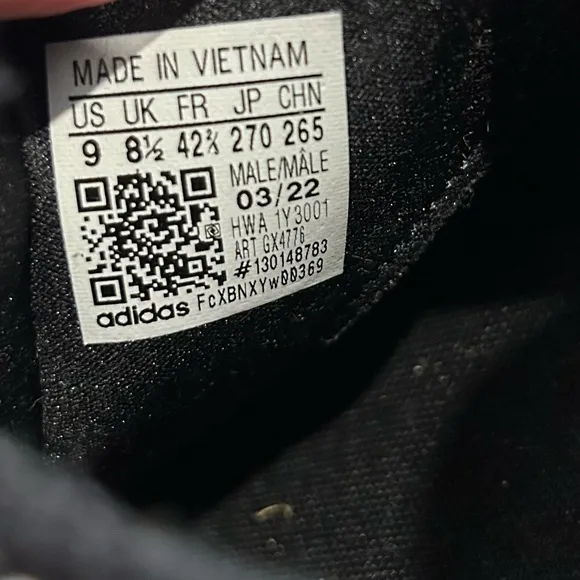 MADE IN VIETNAM
US UK FR JP CHN
9 8½ 42⅔ 270 265
MALE/MÂLE
03/22
HWA 1Y3001
ART GX4776
#130148783
adidas FcXBNXYw00369